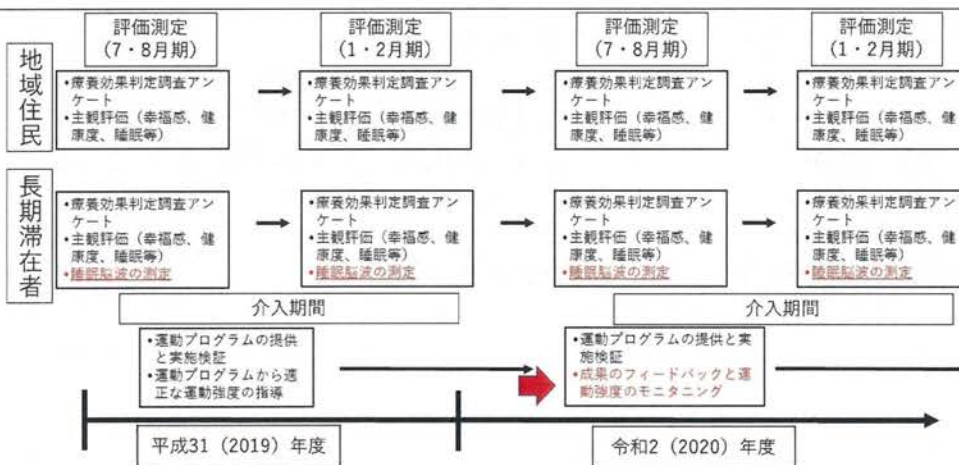 評価測定
(7・8月期)
評価測定
(1・2月期)
評価測定
(7・8月期)
評価測定
(1・2月期)
地域住民
•療養効果判定調査アン
ケート
•主観評価（幸福感、健
康度、睡眠等）
•療養効果判定調査アン
ケート
•主観評価（幸福感、健
康度、睡眠等）
•療養効果判定調査アン
ケート
•主観評価（幸福感、健
康度、睡眠等）
•療養効果判定調査アン
ケート
•主観評価（幸福感、健
康度、睡眠等）
長期滞在者
•療養効果判定調査アン
ケート
•主観評価（幸福感、健
康度、睡眠等）
•睡眠脳波の測定
•療養効果判定調査アン
ケート
•主観評価（幸福感、健
康度、睡眠等）
•睡眠脳波の測定
•療養効果判定調査アン
ケート
•主観評価（幸福感、健
康度、睡眠等）
•睡眠脳波の測定
•療養効果判定調査アン
ケート
•主観評価（幸福感、健
康度、睡眠等）
•睡眠脳波の測定
介入期間
介入期間
•運動プログラムの提供
と実施検証
•運動プログラムから適
正な運動強度の指導
•運動プログラムの提供と実
施検証
•成果のフィードバックと運
動強度のモニタニング
平成31（2019）年度
令和2（2020）年度